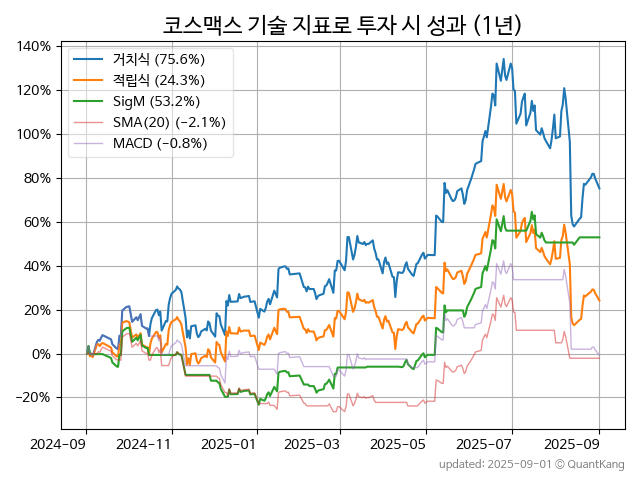 코스맥스 기술 지표로 투자 시 성과 (1년)
140%
120%
100%
80%
60%
40%
20%
0%
−20%
거치식 (75.6%)
적립식 (24.3%)
SigM (53.2%)
SMA(20) (−2.1%)
MACD (−0.8%)
2024-09
2024-11
2025-01
2025-03
2025-05
2025-07
2025-09
updated: 2025-09-01 © QuantKang